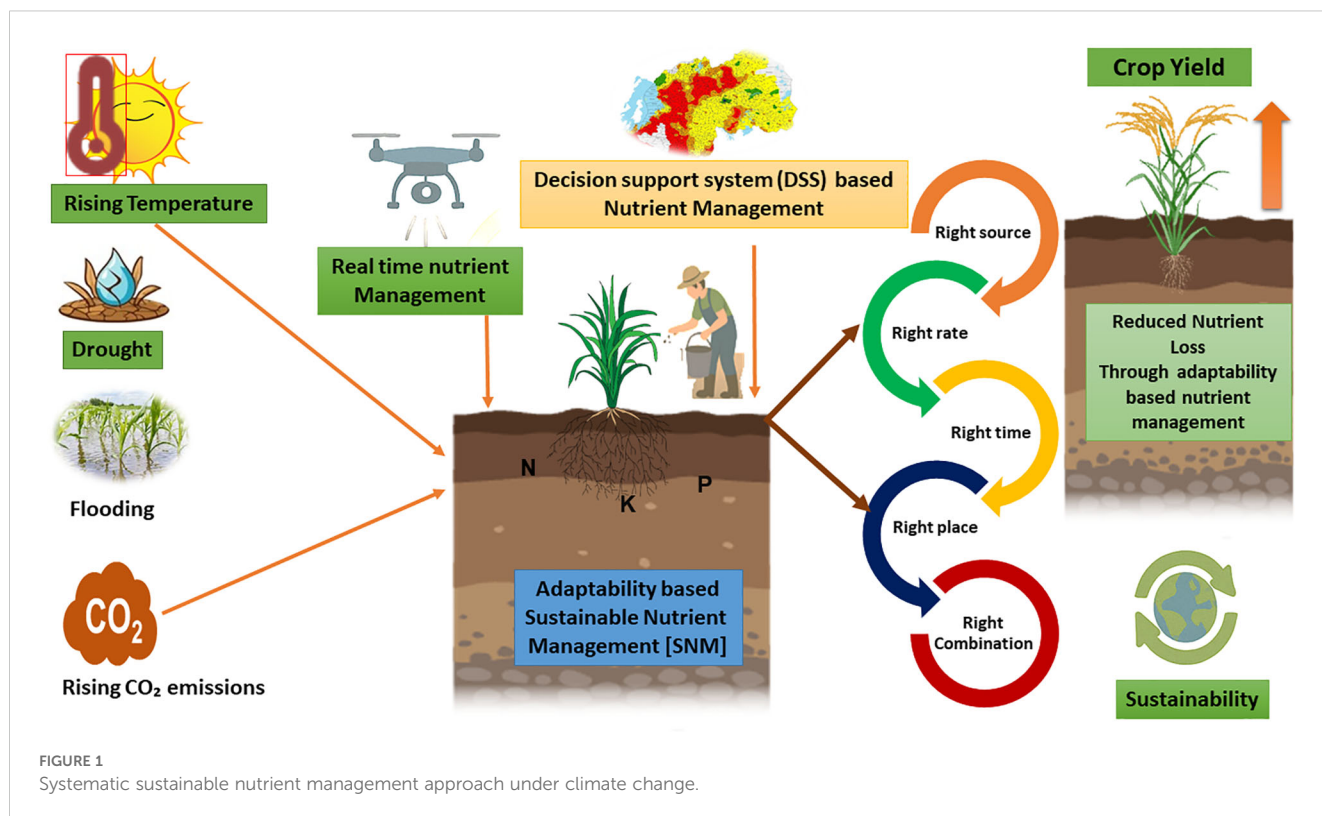 Rising Temperature
Drought
Flooding
CO₂
Rising CO₂ emissions
Real time nutrient
Management
Decision support system (DSS) based
Nutrient Management
N
P
K
Adaptability based
Sustainable Nutrient
Management [SNM]
Right source
Right rate
Right time
Right place
Right
Combination
Crop Yield
Reduced Nutrient
Loss
Through adaptability
based nutrient
management
Sustainability
FIGURE 1
Systematic sustainable nutrient management approach under climate change.